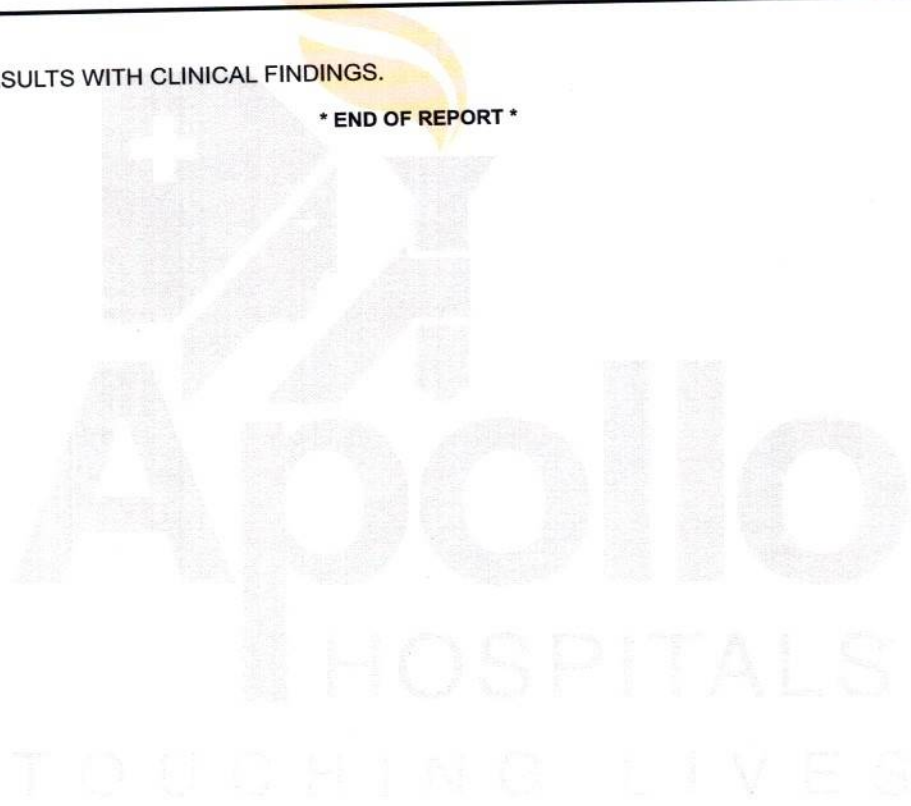 SULTS WITH CLINICAL FINDINGS.
* END OF REPORT *
Apollo
HOSPITALS
TOUCHING LIVES